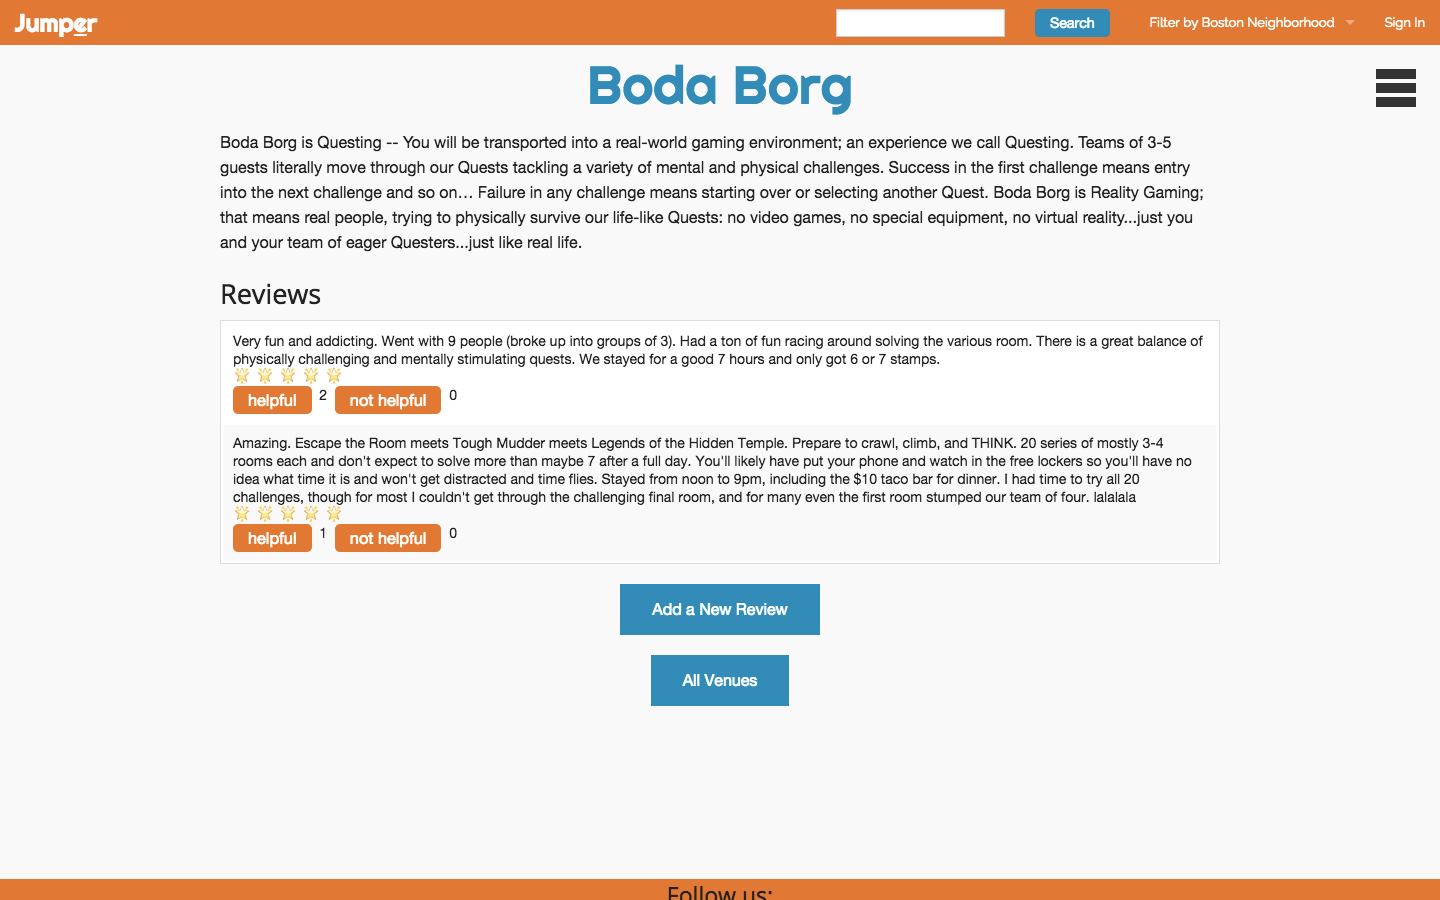 Jumper
Search
Filter by Boston Neighborhood
Sign In
Boda Borg
Boda Borg is Questing -- You will be transported into a real-world gaming environment; an experience we call Questing. Teams of 3-5
guests literally move through our Quests tackling a variety of mental and physical challenges. Success in the first challenge means entry
into the next challenge and so on... Failure in any challenge means starting over or selecting another Quest. Boda Borg is Reality Gaming;
that means real people, trying to physically survive our life-like Quests: no video games, no special equipment, no virtual reality...just you
and your team of eager Questers...just like real life.
Reviews
Very fun and addicting. Went with 9 people (broke up into groups of 3). Had a ton of fun racing around solving the various room. There is a great balance of
physically challenging and mentally stimulating quests. We stayed for a good 7 hours and only got 6 or 7 stamps.
helpful 2 not helpful 0
Amazing. Escape the Room meets Tough Mudder meets Legends of the Hidden Temple. Prepare to crawl, climb, and THINK. 20 series of mostly 3-4
rooms each and don't expect to solve more than maybe 7 after a full day. You'll likely have put your phone and watch in the free lockers so you'll have no
idea what time it is and won't get distracted and time flies. Stayed from noon to 9pm, including the $10 taco bar for dinner. I had time to try all 20
challenges, though for most I couldn't get through the challenging final room, and for many even the first room stumped our team of four. lalalala
helpful 1 not helpful 0
Add a New Review
All Venues
Follow us: